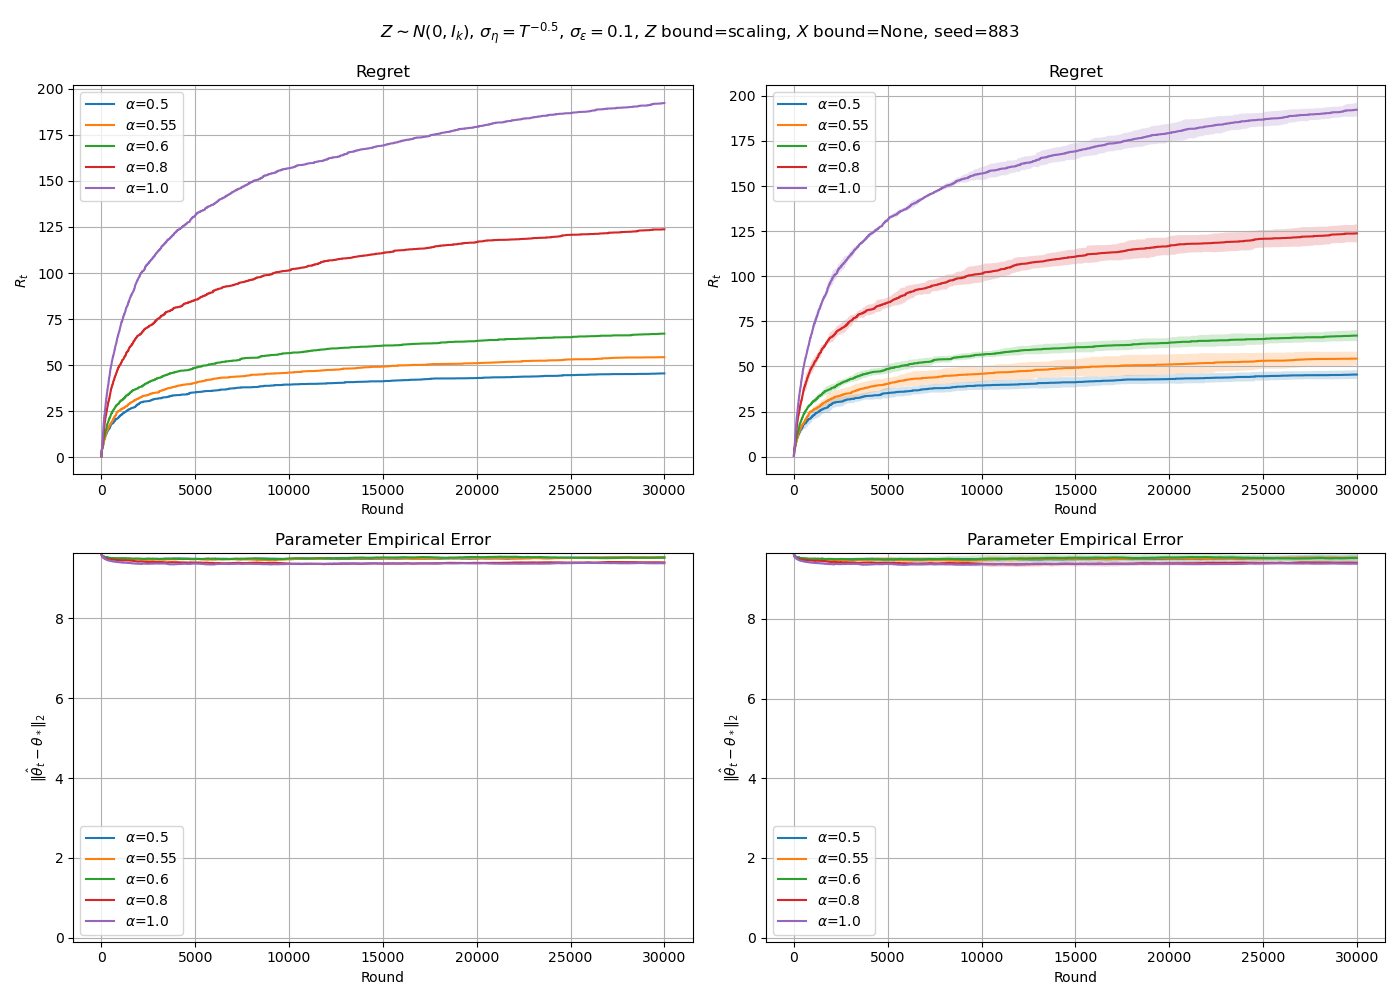 Z ∼ N(0, I_k), σ_η = T^{−0.5}, σ_ε = 0.1, Z bound=scaling, X bound=None, seed=883
Regret
R_t
200
175
150
125
100
75
50
25
0
α=0.5
α=0.55
α=0.6
α=0.8
α=1.0
0 5000 10000 15000 20000 25000 30000
Round
Regret
R_t
200
175
150
125
100
75
50
25
0
α=0.5
α=0.55
α=0.6
α=0.8
α=1.0
0 5000 10000 15000 20000 25000 30000
Round
Parameter Empirical Error
‖θ̂_t − θ_*‖_2
8
6
4
2
0
α=0.5
α=0.55
α=0.6
α=0.8
α=1.0
0 5000 10000 15000 20000 25000 30000
Round
Parameter Empirical Error
‖θ̂_t − θ_*‖_2
8
6
4
2
0
α=0.5
α=0.55
α=0.6
α=0.8
α=1.0
0 5000 10000 15000 20000 25000 30000
Round